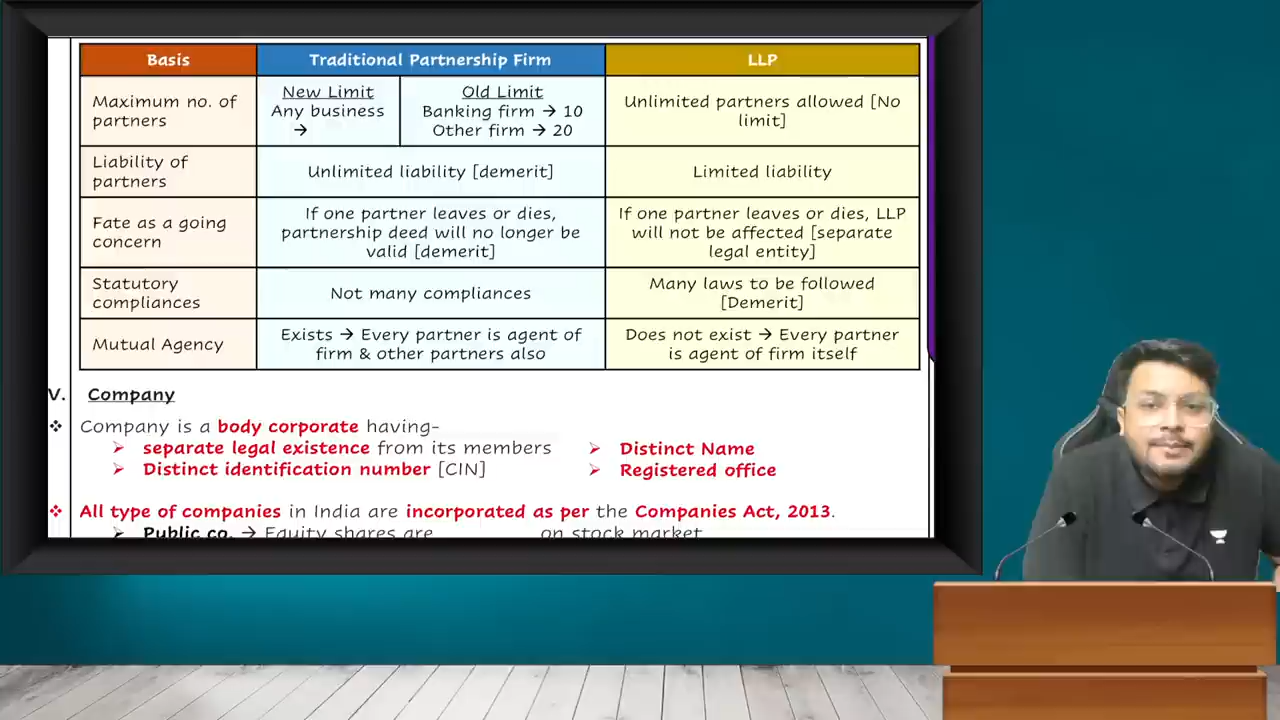 Basis
Traditional Partnership Firm
LLP
Maximum no. of
partners
New Limit
Any business
→
Old Limit
Banking firm → 10
Other firm → 20
Unlimited partners allowed [No
limit]
Liability of
partners
Unlimited liability [demerit]
Limited liability
Fate as a going
concern
If one partner leaves or dies,
partnership deed will no longer be
valid [demerit]
If one partner leaves or dies, LLP
will not be affected [separate
legal entity]
Statutory
compliances
Not many compliances
Many laws to be followed
[Demerit]
Mutual Agency
Exists → Every partner is agent of
firm & other partners also
Does not exist → Every partner
is agent of firm itself
V. Company
❖ Company is a body corporate having-
➢ separate legal existence from its members
➢ Distinct Name
➢ Distinct identification number [CIN]
➢ Registered office
❖ All type of companies in India are incorporated as per the Companies Act, 2013.
➢ Public co. → Equity shares are on stock market